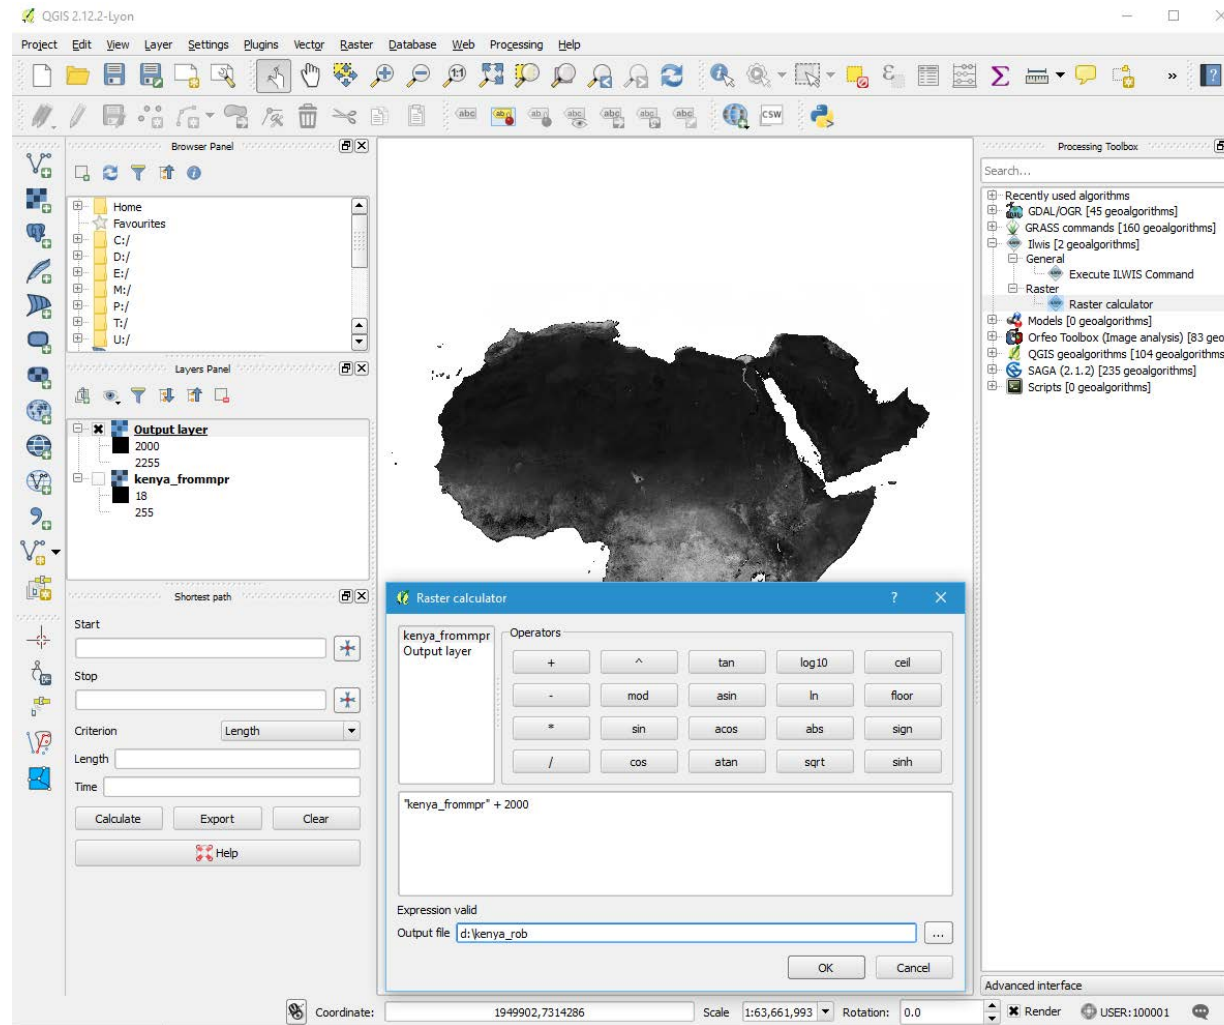 QGIS 2.12.2-Lyon
Project Edit View Layer Settings Plugins Vector Raster Database Web Processing Help
Browser Panel
Home
Favourites
C:/
D:/
E:/
M:/
P:/
T:/
U:/
Layers Panel
Output layer
2000
2255
kenya_frommpr
18
255
Shortest path
Start
Stop
Criterion Length
Length
Time
Calculate Export Clear
Help
Raster calculator
kenya_frommpr
Output layer
Operators
+ ^ tan log10 ceil
- mod asin ln floor
* sin acos abs sign
/ cos atan sqrt sinh
"kenya_frommpr" + 2000
Expression valid
Output file d:\kenya_rob ...
OK Cancel
Processing Toolbox
Search...
Recently used algorithms
GDAL/OGR [45 geoalgorithms]
GRASS commands [160 geoalgorithms]
Ilwis [2 geoalgorithms]
General
Execute ILWIS Command
Raster
Raster calculator
Models [0 geoalgorithms]
Orfeo Toolbox (Image analysis) [83 geo
QGIS geoalgorithms [104 geoalgorithms
SAGA (2.1.2) [235 geoalgorithms]
Scripts [0 geoalgorithms]
Advanced interface
Coordinate: 1949902,7314286 Scale 1:63,661,993 Rotation: 0.0 Render USER:100001